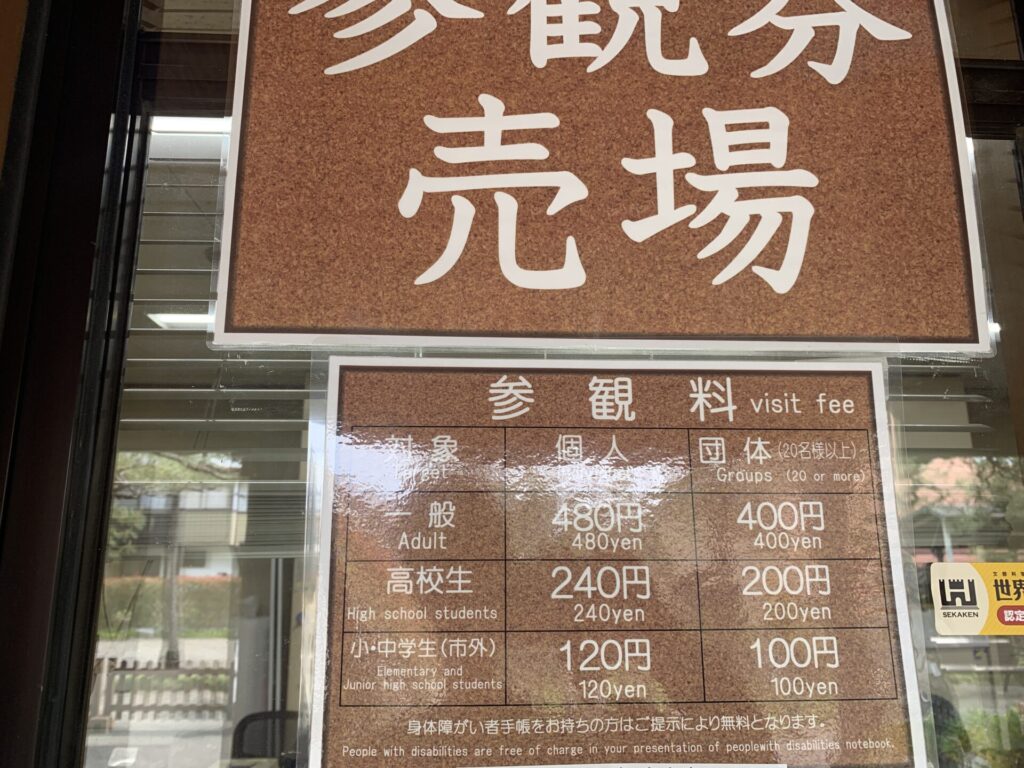 参観券
売場
参観料 visit fee
対象 個人 団体(20名様以上)
Target Individual Groups (20 or more)
一般 480円 400円
Adult 480yen 400yen
高校生 240円 200円
High school students 240yen 200yen
小・中学生(市外) 120円 100円
Elementary and
Junior high school students 120yen 100yen
身体障がい者手帳をお持ちの方はご提示により無料となります。
People with disabilities are free of charge in your presentation of peoplewith disabilities notebook.
世界
SEKAKEN
認定